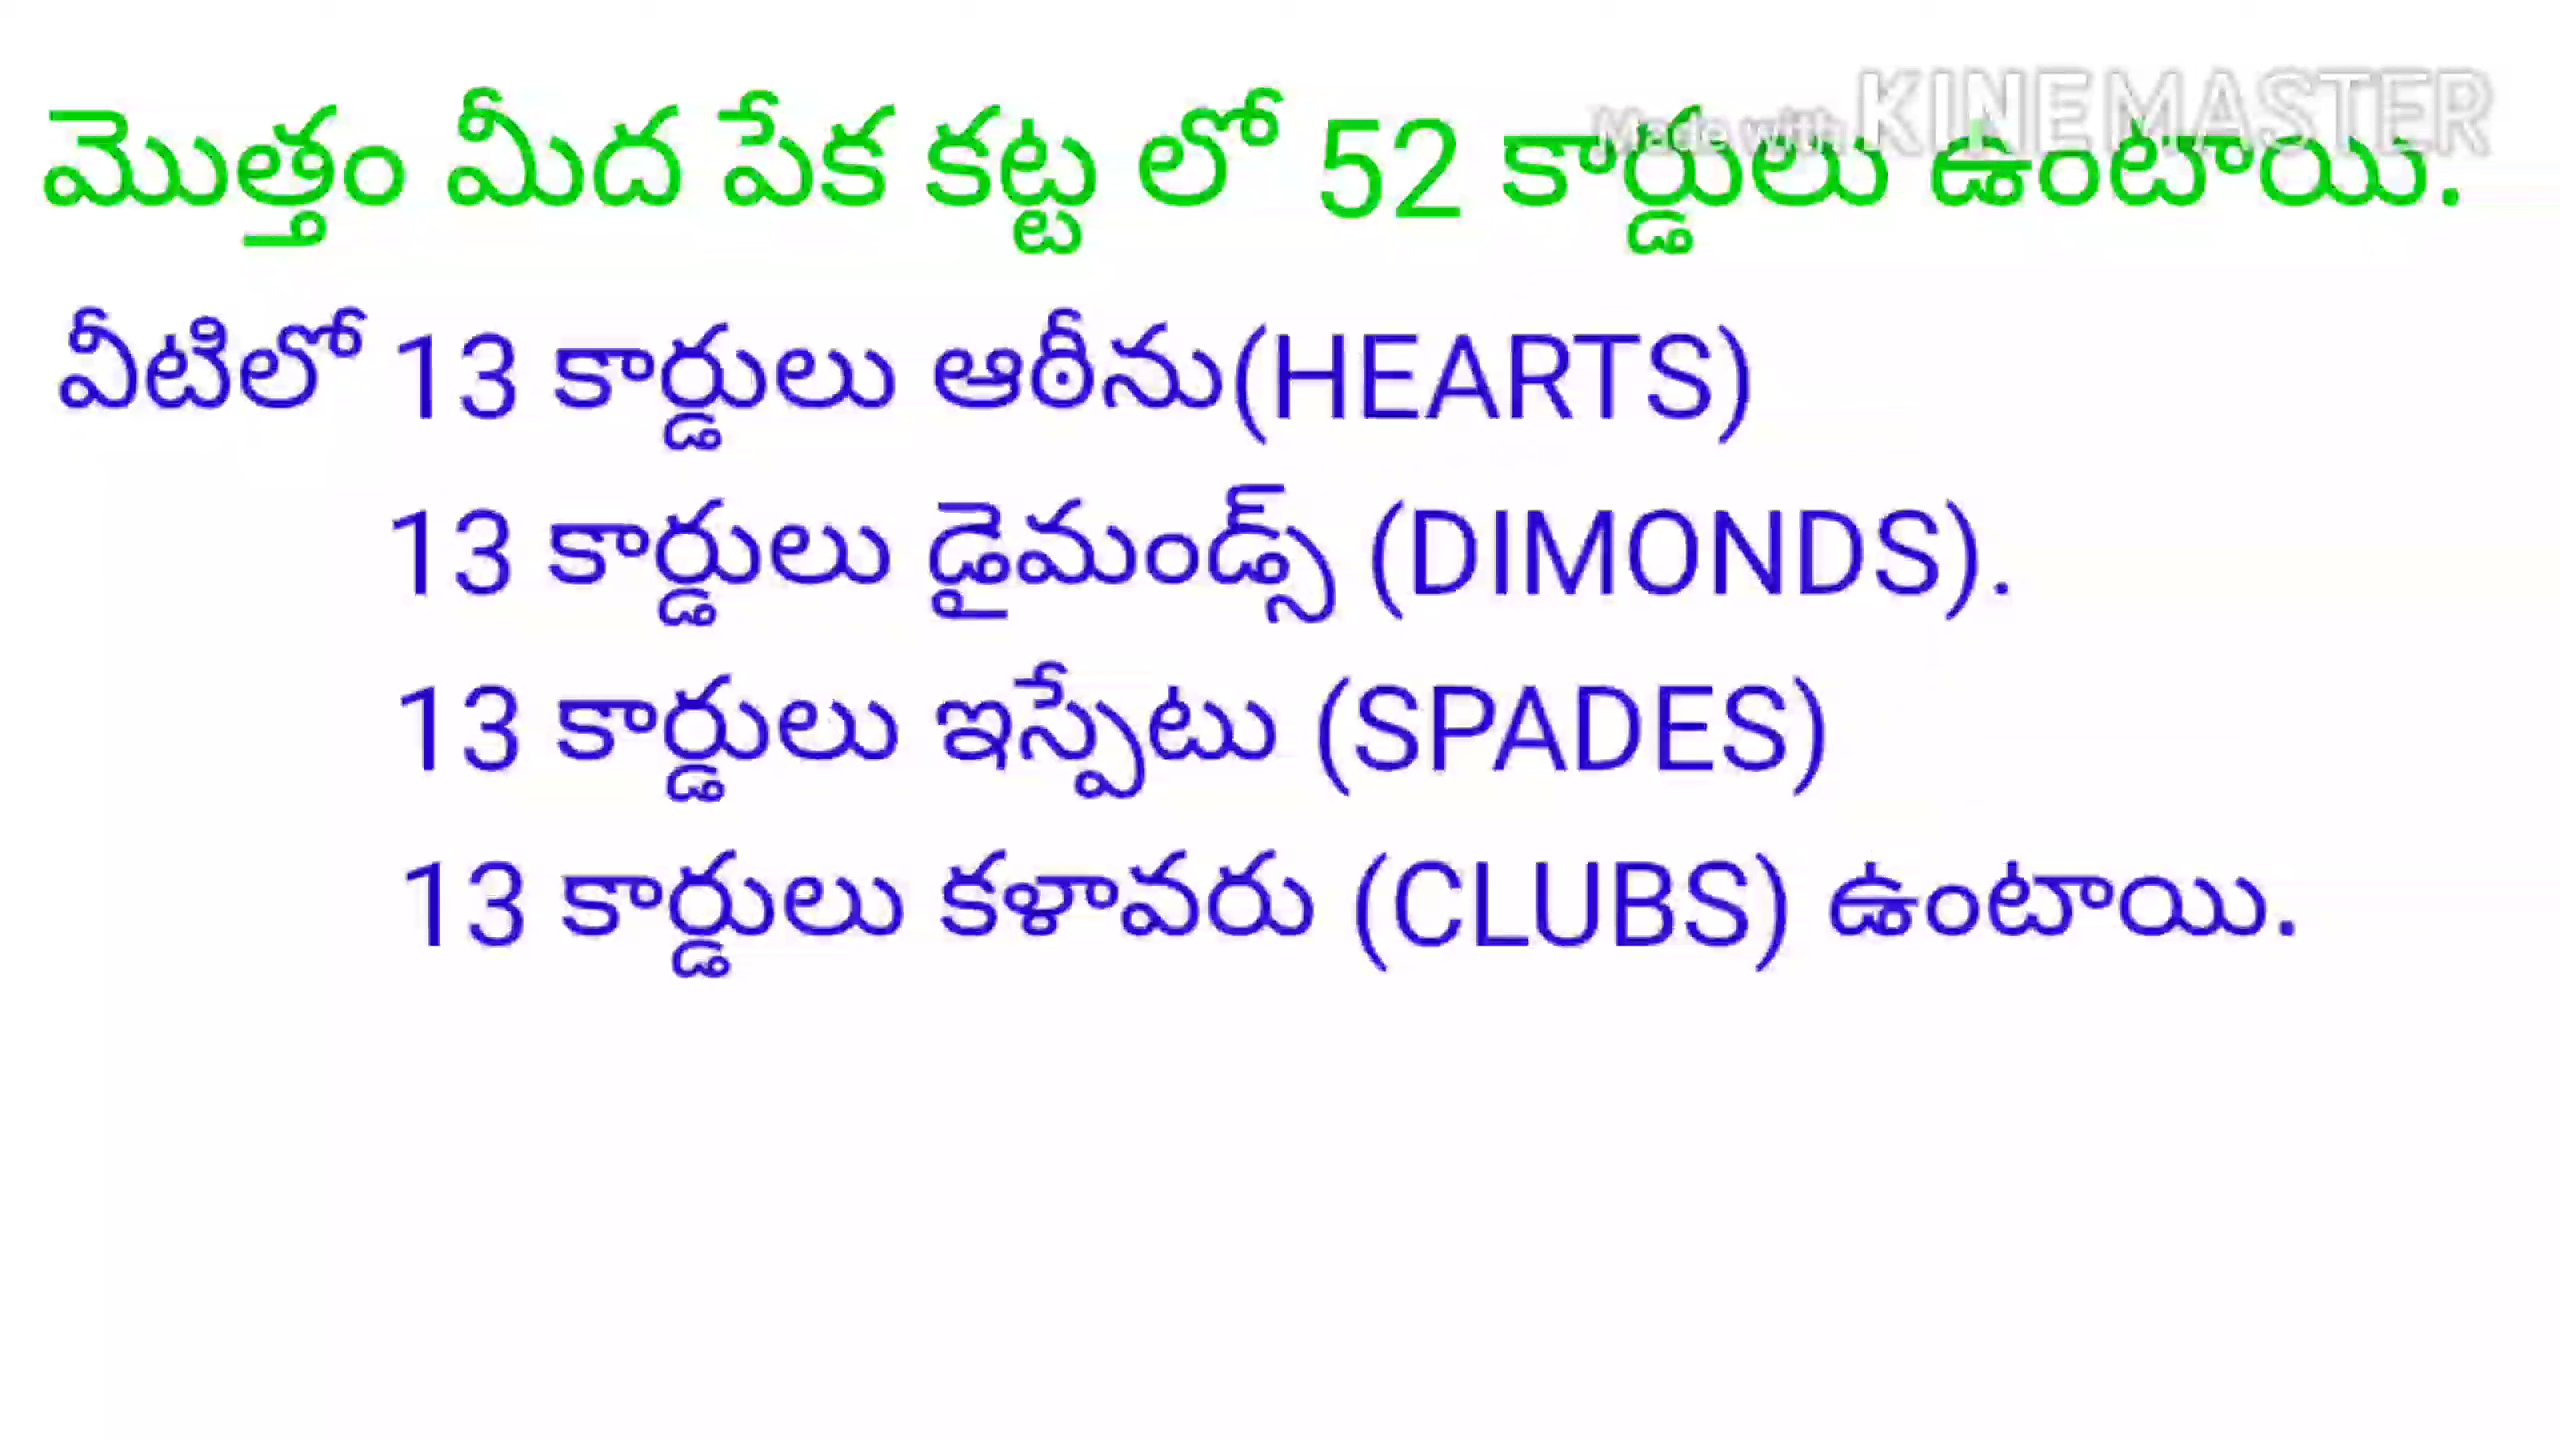 Made with KINEMASTER
మొత్తం మీద పేక కట్ట లో 52 కార్డులు ఉంటాయి.
వీటిలో 13 కార్డులు ఆఠీను(HEARTS)
13 కార్డులు డైమండ్స్ (DIMONDS).
13 కార్డులు ఇస్పేటు (SPADES)
13 కార్డులు కళావరు (CLUBS) ఉంటాయి.